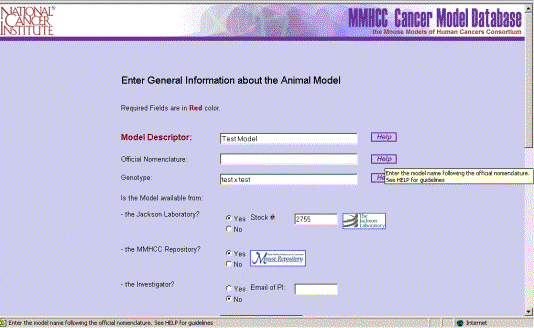 NATIONAL
CANCER
INSTITUTE
MMHCC Cancer Model Database
the Mouse Models of Human Cancers Consortium
Enter General Information about the Animal Model
Required Fields are in Red color.
Model Descriptor: Test Model Help
Official Nomenclature: Help
Genotype: test x test Help
Enter the model name following the official nomenclature.
See HELP for guidelines
Is the Model available from:
- the Jackson Laboratory? Yes Stock #: 2755 The
Jackson
Laboratory
No
- the MMHCC Repository? Yes
Mouse Repository
No
- the Investigator? Yes Email of PI:
No
Enter the model name following the official nomenclature. See HELP for guidelines Internet